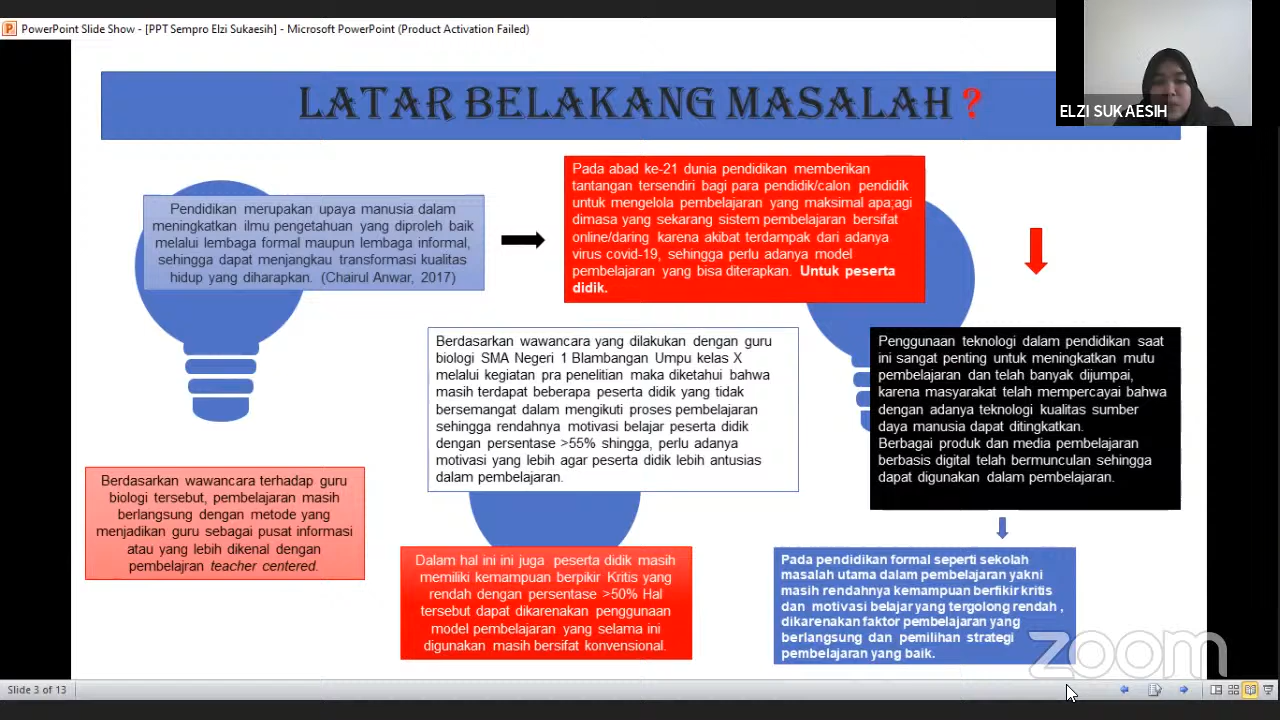 PowerPoint Slide Show - [PPT Sempro Elzi Sukaesih] - Microsoft PowerPoint (Product Activation Failed)
LATAR BELAKANG MASALAH ?
ELZI SUKAESIH
Pendidikan merupakan upaya manusia dalam
meningkatkan ilmu pengetahuan yang diproleh baik
melalui lembaga formal maupun lembaga informal,
sehingga dapat menjangkau transformasi kualitas
hidup yang diharapkan. (Chairul Anwar, 2017)
Pada abad ke-21 dunia pendidikan memberikan
tantangan tersendiri bagi para pendidik/calon pendidik
untuk mengelola pembelajaran yang maksimal apa;agi
dimasa yang sekarang sistem pembelajaran bersifat
online/daring karena akibat terdampak dari adanya
virus covid-19, sehingga perlu adanya model
pembelajaran yang bisa diterapkan. Untuk peserta
didik.
Berdasarkan wawancara yang dilakukan dengan guru
biologi SMA Negeri 1 Blambangan Umpu kelas X
melalui kegiatan pra penelitian maka diketahui bahwa
masih terdapat beberapa peserta didik yang tidak
bersemangat dalam mengikuti proses pembelajaran
sehingga rendahnya motivasi belajar peserta didik
dengan persentase >55% shingga, perlu adanya
motivasi yang lebih agar peserta didik lebih antusias
dalam pembelajaran.
Penggunaan teknologi dalam pendidikan saat
ini sangat penting untuk meningkatkan mutu
pembelajaran dan telah banyak dijumpai,
karena masyarakat telah mempercayai bahwa
dengan adanya teknologi kualitas sumber
daya manusia dapat ditingkatkan.
Berbagai produk dan media pembelajaran
berbasis digital telah bermunculan sehingga
dapat digunakan dalam pembelajaran.
Berdasarkan wawancara terhadap guru
biologi tersebut, pembelajaran masih
berlangsung dengan metode yang
menjadikan guru sebagai pusat informasi
atau yang lebih dikenal dengan
pembelajran teacher centered.
Dalam hal ini ini juga peserta didik masih
memiliki kemampuan berpikir Kritis yang
rendah dengan persentase >50% Hal
tersebut dapat dikarenakan penggunaan
model pembelajaran yang selama ini
digunakan masih bersifat konvensional.
Pada pendidikan formal seperti sekolah
masalah utama dalam pembelajaran yakni
masih rendahnya kemampuan berfikir kritis
dan motivasi belajar yang tergolong rendah ,
dikarenakan faktor pembelajaran yang
berlangsung dan pemilihan strategi
pembelajaran yang baik.
zoom
Slide 3 of 13